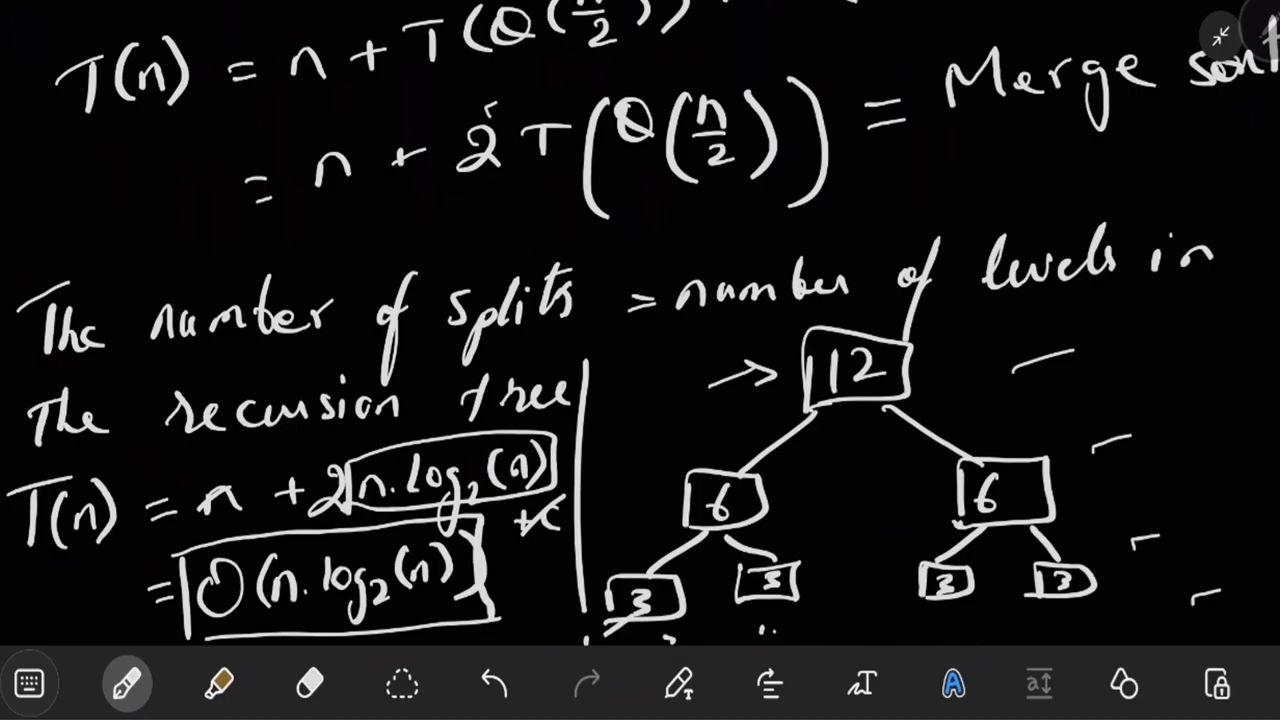 T(n) = n + T(Θ(n/2))
= n + 2 T(Θ(n/2)) = Merge sort
The number of splits = number of levels in
the recursion tree
T(n) = n + 2 n.log₂(n) + c
= O(n.log₂(n))
12
6 6
3 3 3 3